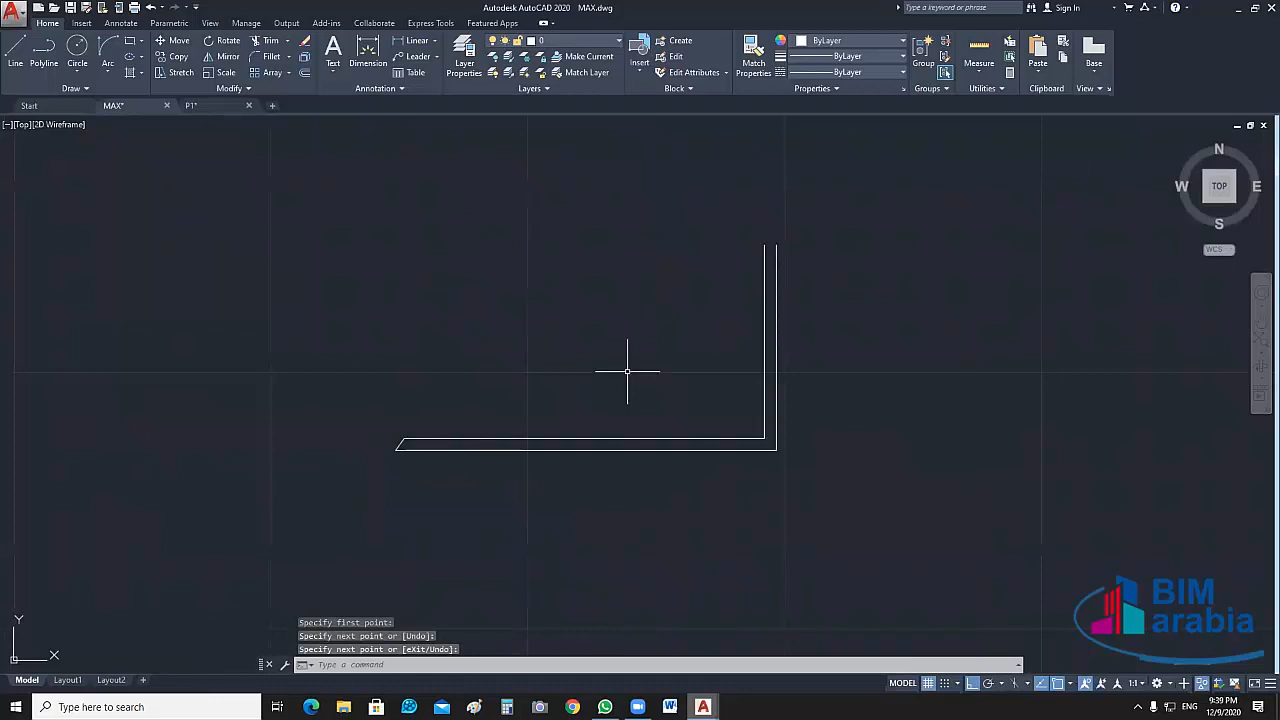 Autodesk AutoCAD 2020 MAX.dwg
Type a keyword or phrase
Sign In
Home Insert Annotate Parametric View Manage Output Add-ins Collaborate Express Tools Featured Apps
Line Polyline Circle Arc
Move Rotate Trim
Copy Mirror Fillet
Stretch Scale Array
Text Dimension
Linear
Leader
Table
Layer Properties
0
Make Current
Match Layer
Insert
Create
Edit
Edit Attributes
Match Properties
ByLayer
ByLayer
ByLayer
Group
Measure
Paste
Base
Draw Modify Annotation Layers Block Properties Groups Utilities Clipboard View
Start MAX* P1*
[−][Top][2D Wireframe]
N
W TOP E
S
WCS
BIM
arabia
Y
X
Specify first point:
Specify next point or [Undo]:
Specify next point or [eXit/Undo]:
Type a command
Model Layout1 Layout2
MODEL
1:1
Type here to search
ENG
9:39 PM
12/9/2020